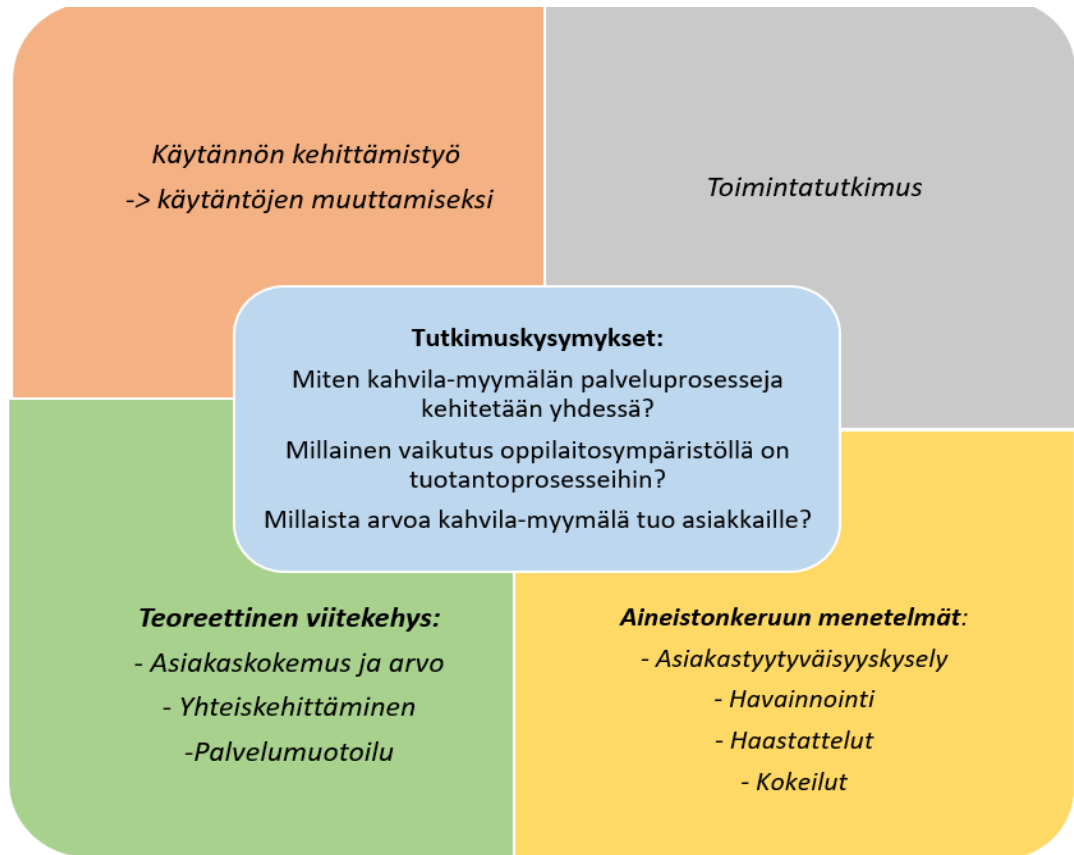 Käytännön kehittämistyö
-> käytäntöjen muuttamiseksi
Toimintatutkimus
Tutkimuskysymykset:
Miten kahvila-myymälän palveluprosesseja
kehitetään yhdessä?
Millainen vaikutus oppilaitosympäristöllä on
tuotantoprosesseihin?
Millaista arvoa kahvila-myymälä tuo asiakkaille?
Teoreettinen viitekehys:
- Asiakaskokemus ja arvo
- Yhteiskehittäminen
-Palvelumuotoilu
Aineistonkeruun menetelmät:
- Asiakastyytyväisyyskysely
- Havainnointi
- Haastattelut
- Kokeilut